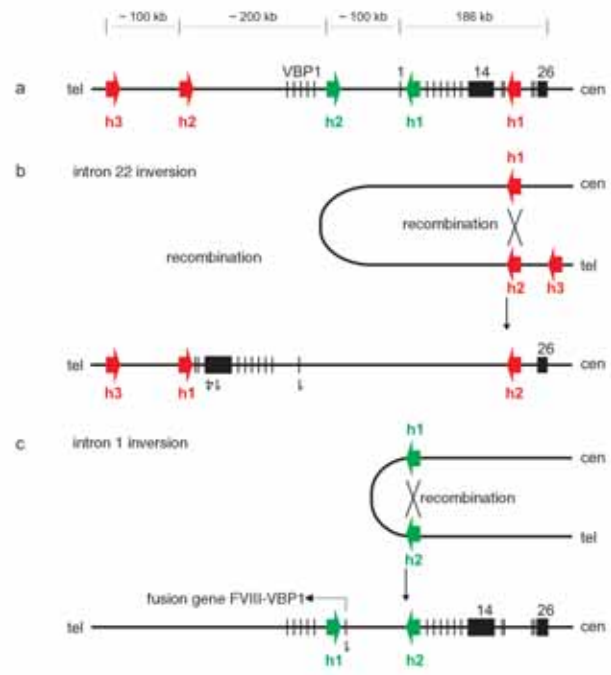 ~ 100 kb ~ 200 kb ~ 100 kb 186 kb
VBP1 1 14 26
a tel cen
h3 h2 h2 h1 h1
b intron 22 inversion
h1
cen
recombination
recombination
tel
h2 h3
26
tel cen
14 1
h3 h1 h2
c intron 1 inversion
h1
cen
recombination
tel
h2
fusion gene FVIII-VBP1
14 26
tel cen
1
h1 h2